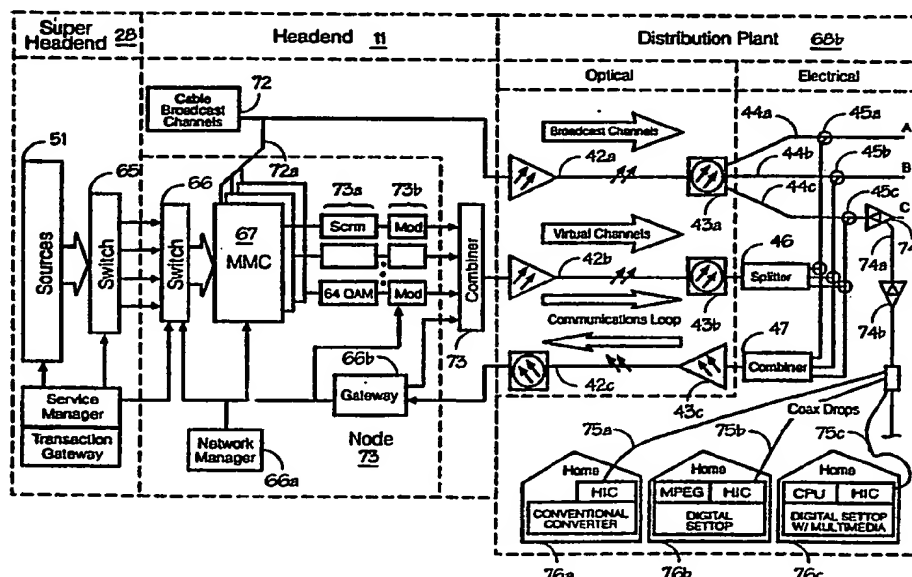 Super Headend 28
Headend 11
Distribution Plant 68b
Optical
Electrical
Cable Broadcast Channels
72
72a
51
65
66
Sources
Switch
Switch
67
MMC
73a
73b
Scrm
Mod
64 QAM
Mod
Combiner
73
66b
Gateway
Node
73
Service Manager
Transaction Gateway
Network Manager
66a
Broadcast Channels
42a
43a
44a
44b
44c
45a
45b
45c
A
B
C
Virtual Channels
42b
43b
46
Splitter
Communications Loop
47
Combiner
42c
43c
74a
74b
Coax Drops
75a
75b
75c
Home
HIC
CONVENTIONAL CONVERTER
76a
Home
MPEG
HIC
DIGITAL SETTOP
76b
Home
CPU
HIC
DIGITAL SETTOP W/ MULTIMEDIA
76c